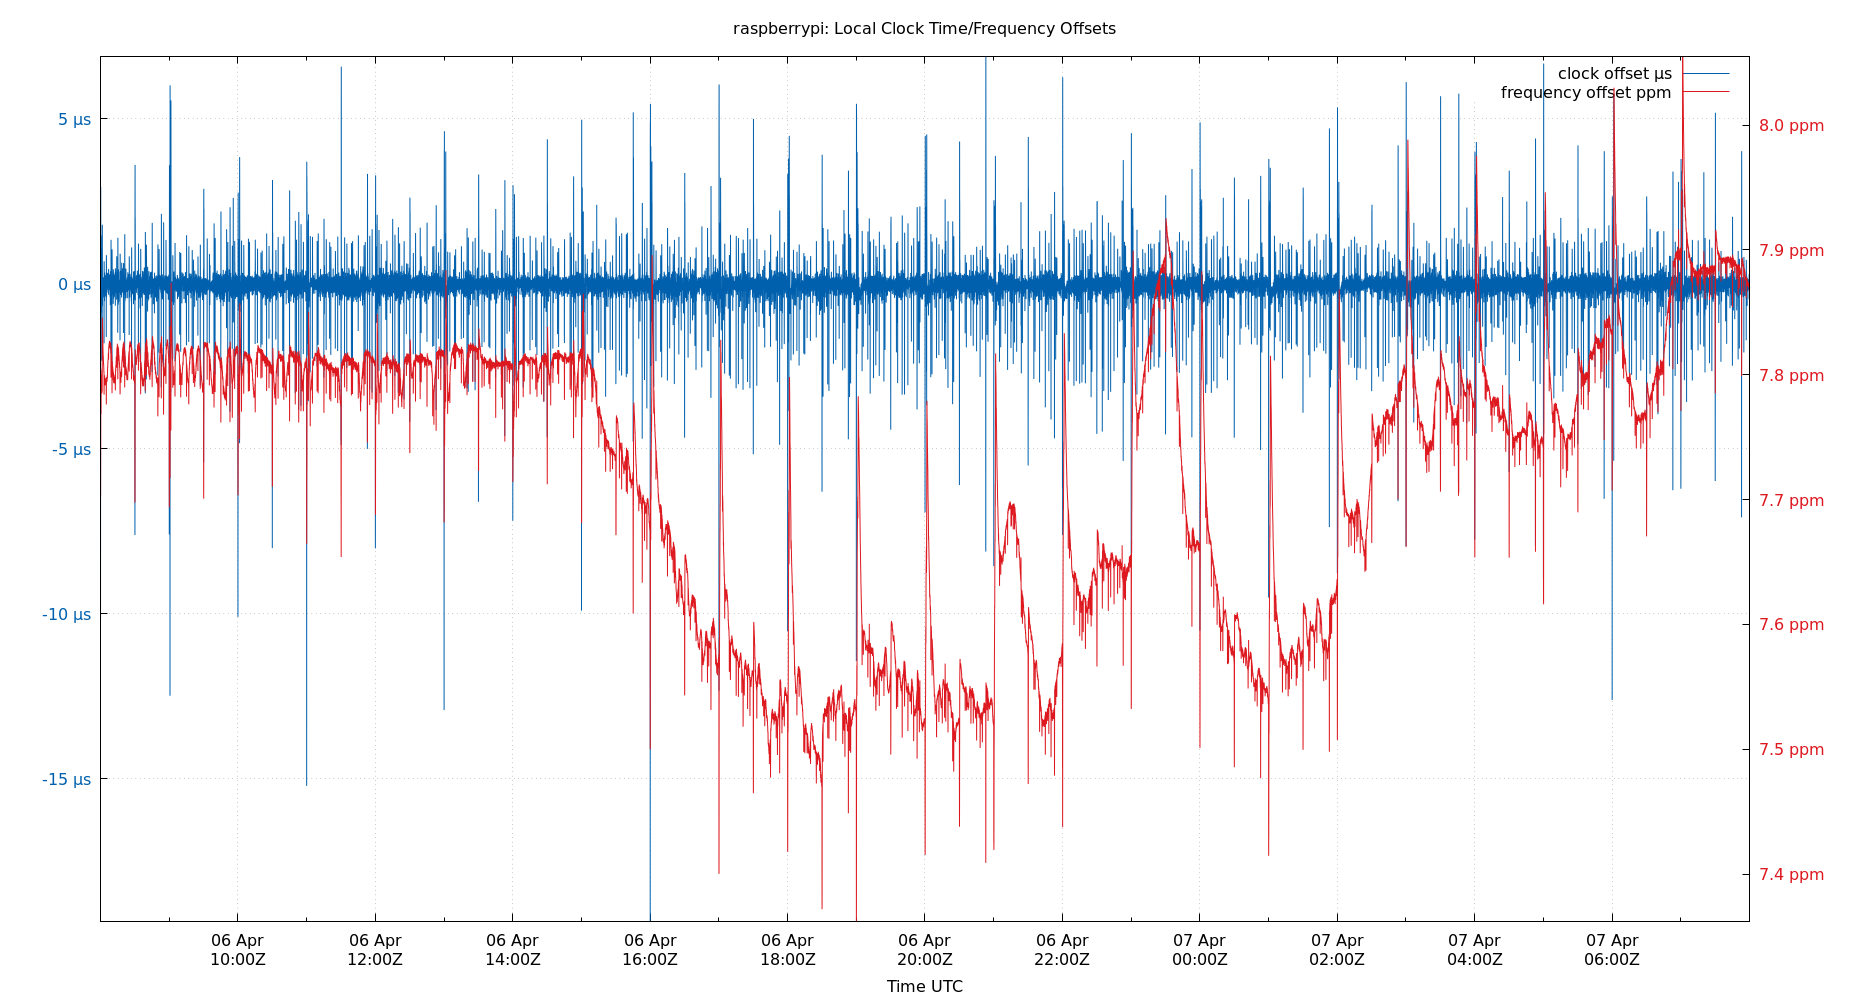 raspberrypi: Local Clock Time/Frequency Offsets
clock offset µs
frequency offset ppm
5 µs
0 µs
-5 µs
-10 µs
-15 µs
8.0 ppm
7.9 ppm
7.8 ppm
7.7 ppm
7.6 ppm
7.5 ppm
7.4 ppm
06 Apr
10:00Z
06 Apr
12:00Z
06 Apr
14:00Z
06 Apr
16:00Z
06 Apr
18:00Z
06 Apr
20:00Z
06 Apr
22:00Z
07 Apr
00:00Z
07 Apr
02:00Z
07 Apr
04:00Z
07 Apr
06:00Z
Time UTC